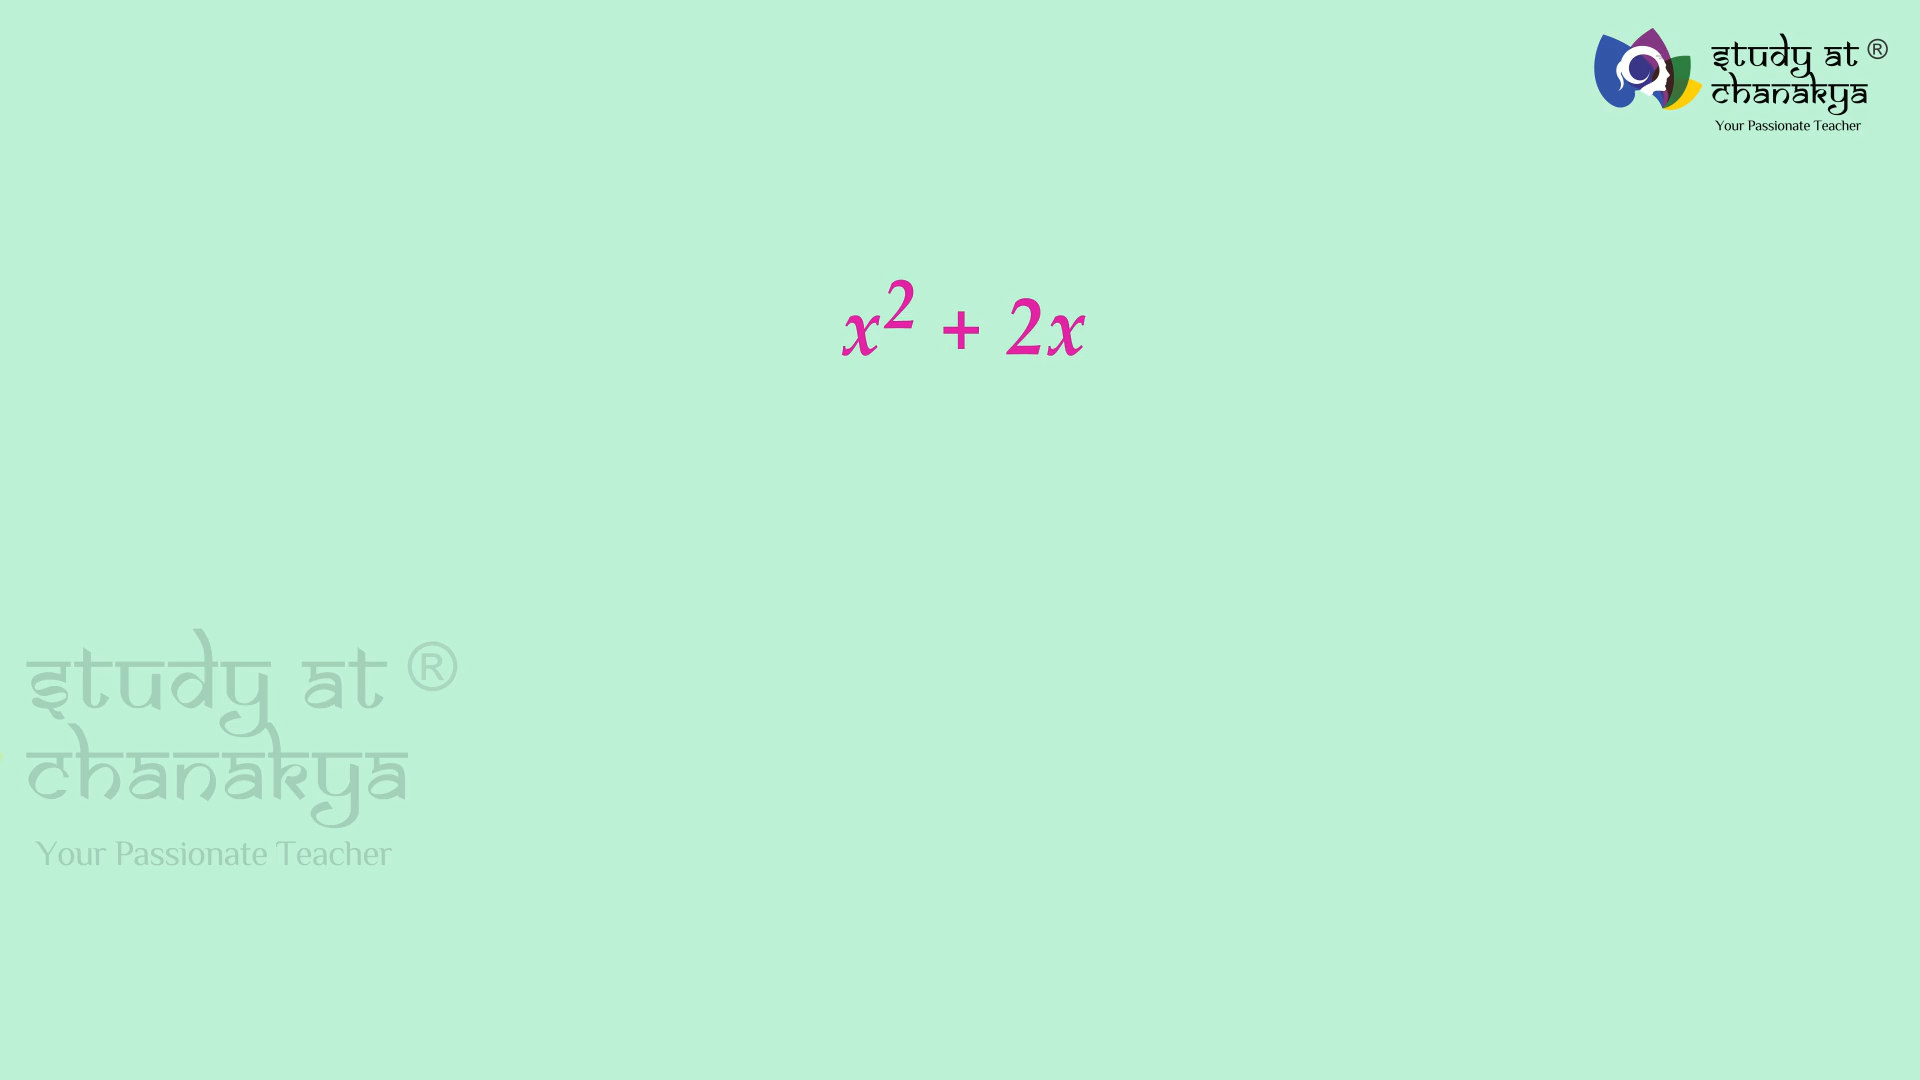 study at ®
chanakya
Your Passionate Teacher
x² + 2x
study at ®
chanakya
Your Passionate Teacher